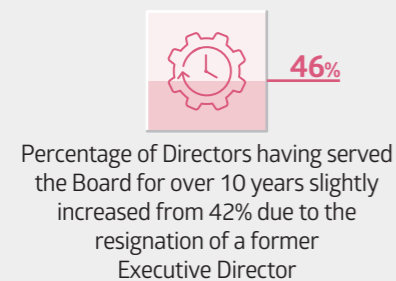 46%
Percentage of Directors having served
the Board for over 10 years slightly
increased from 42% due to the
resignation of a former
Executive Director